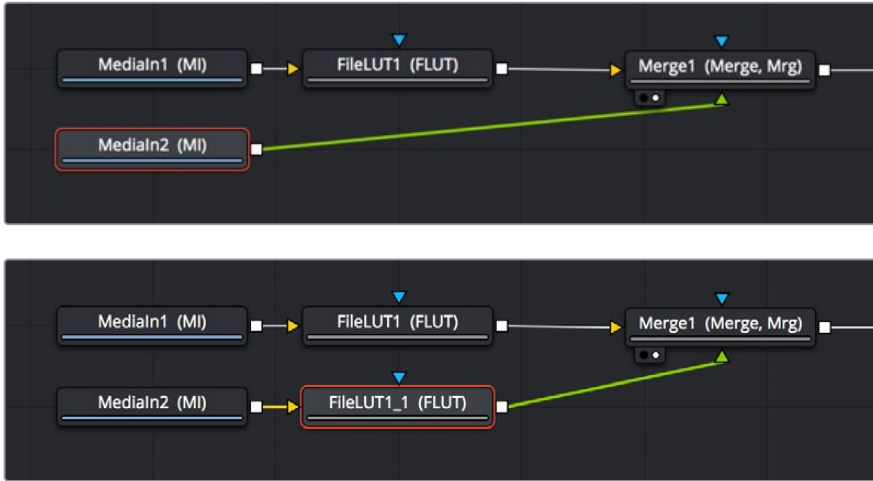 MediaIn1 (MI)
FileLUT1 (FLUT)
Merge1 (Merge, Mrg)
MediaIn2 (MI)
MediaIn1 (MI)
FileLUT1 (FLUT)
Merge1 (Merge, Mrg)
MediaIn2 (MI)
FileLUT1_1 (FLUT)